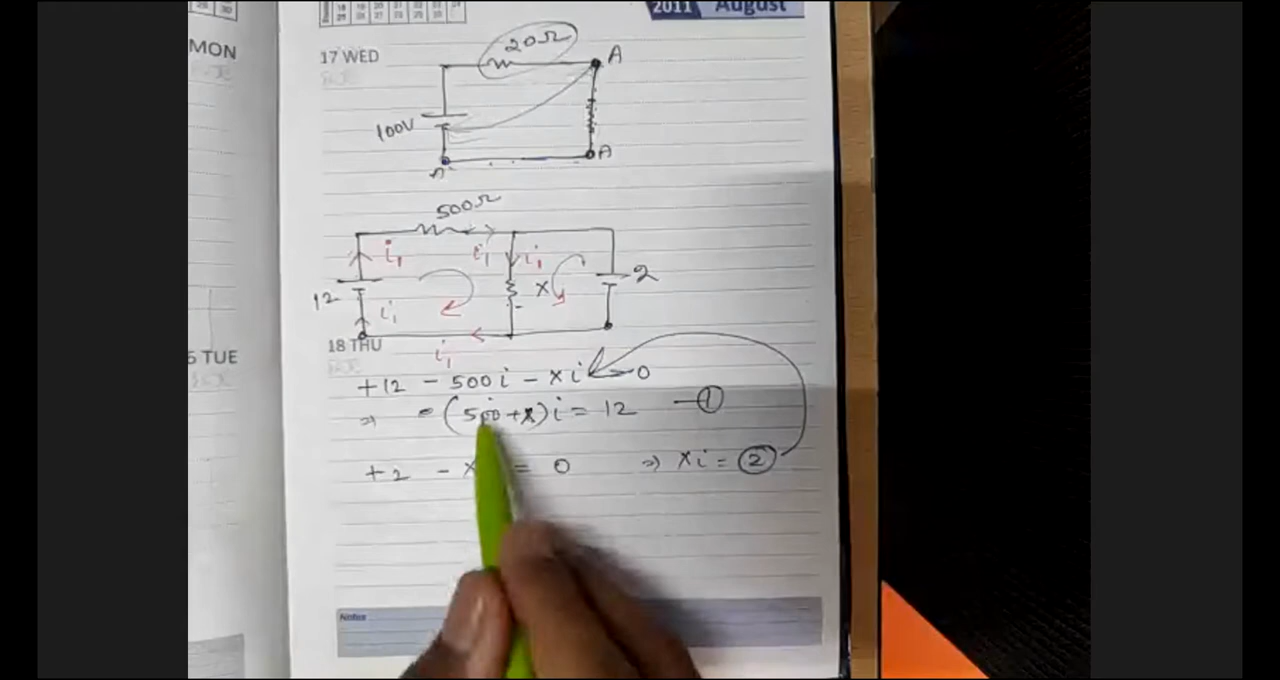 2011 August
MON
17 WED
20Ω
A
100V
A
500Ω
i₁
i₁
i₁
12
i₁
x
2
18 THU
i₁
5 TUE
+12 - 500i - xi = 0
⇒ (500+x)i = 12 — ①
+2 - x = 0 ⇒ xi = ②
Notes